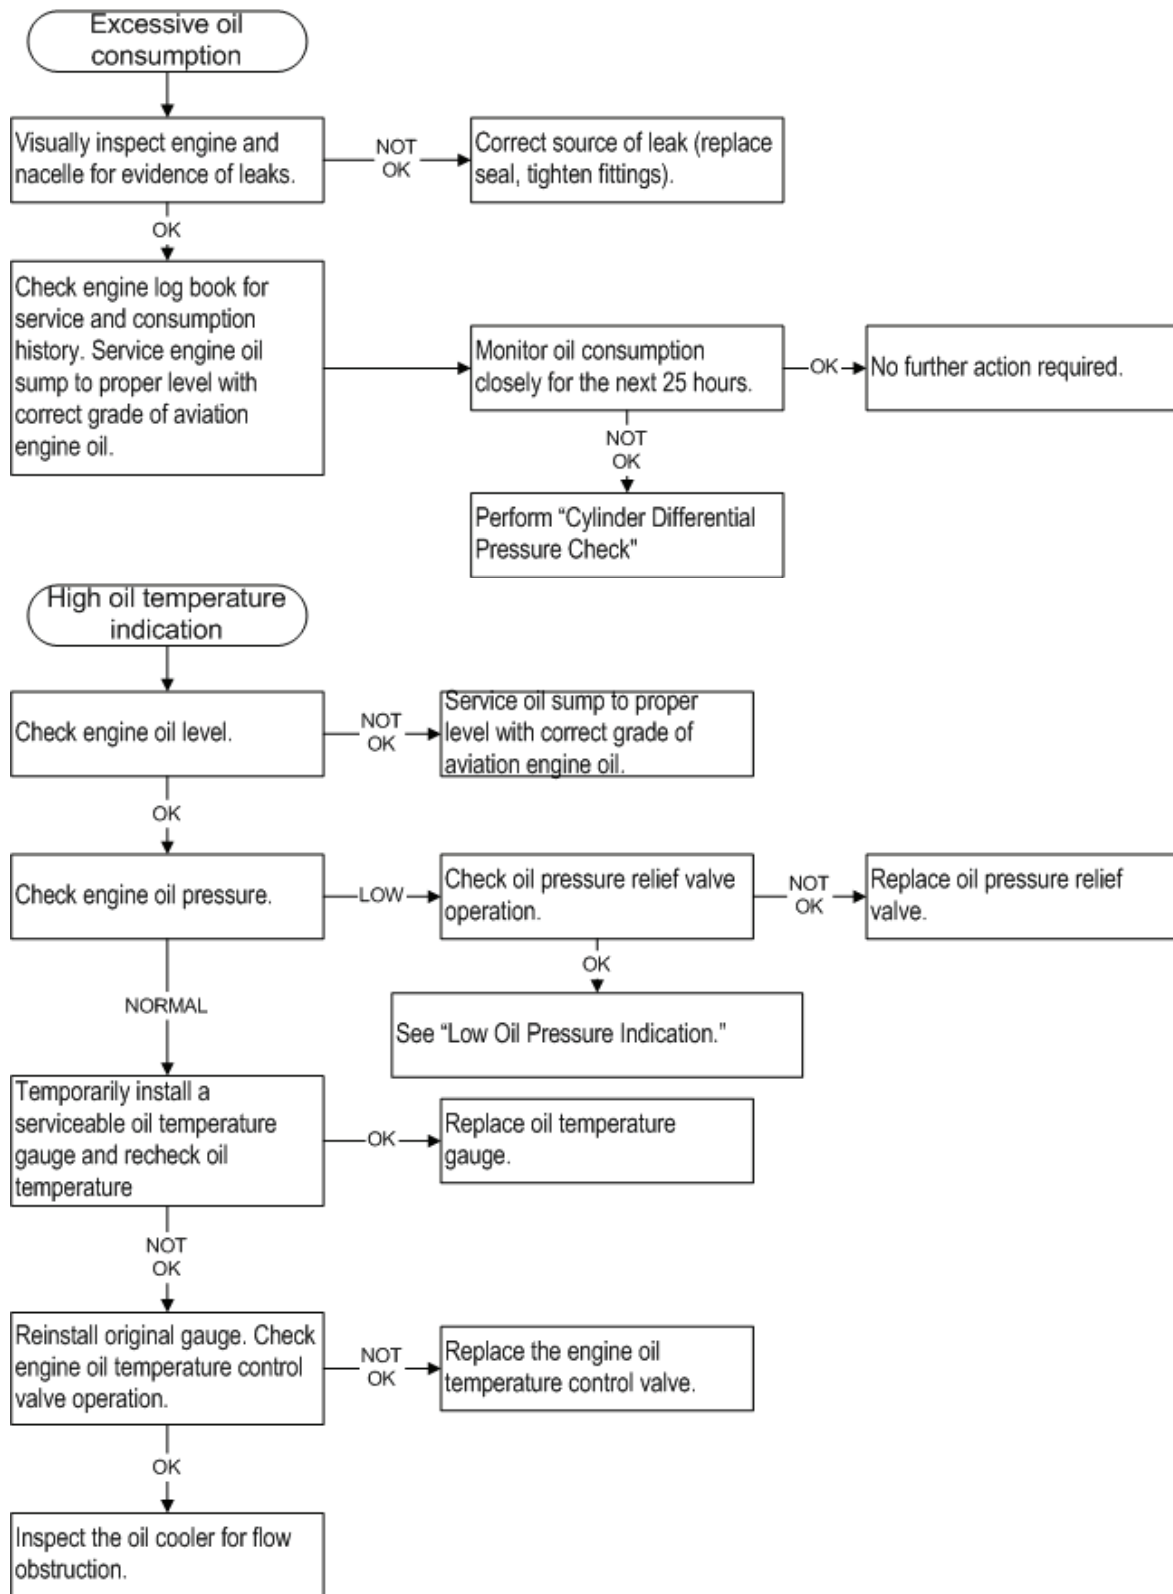 Excessive oil
consumption
Visually inspect engine and
nacelle for evidence of leaks.
NOT
OK
Correct source of leak (replace
seal, tighten fittings).
OK
Check engine log book for
service and consumption
history. Service engine oil
sump to proper level with
correct grade of aviation
engine oil.
Monitor oil consumption
closely for the next 25 hours.
OK
No further action required.
NOT
OK
Perform “Cylinder Differential
Pressure Check"
High oil temperature
indication
Check engine oil level.
NOT
OK
Service oil sump to proper
level with correct grade of
aviation engine oil.
OK
Check engine oil pressure.
LOW
Check oil pressure relief valve
operation.
NOT
OK
Replace oil pressure relief
valve.
OK
See “Low Oil Pressure Indication.”
NORMAL
Temporarily install a
serviceable oil temperature
gauge and recheck oil
temperature
OK
Replace oil temperature
gauge.
NOT
OK
Reinstall original gauge. Check
engine oil temperature control
valve operation.
NOT
OK
Replace the engine oil
temperature control valve.
OK
Inspect the oil cooler for flow
obstruction.